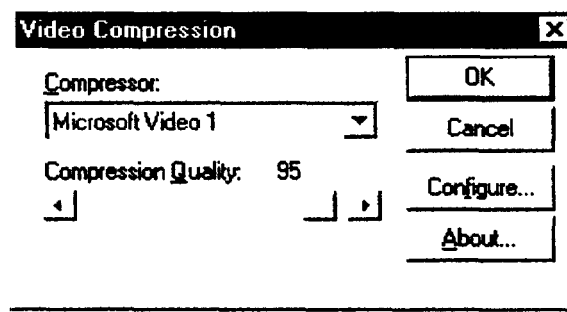 Video Compression
Compressor:
Microsoft Video 1
Compression Quality: 95
OK
Cancel
Configure...
About...